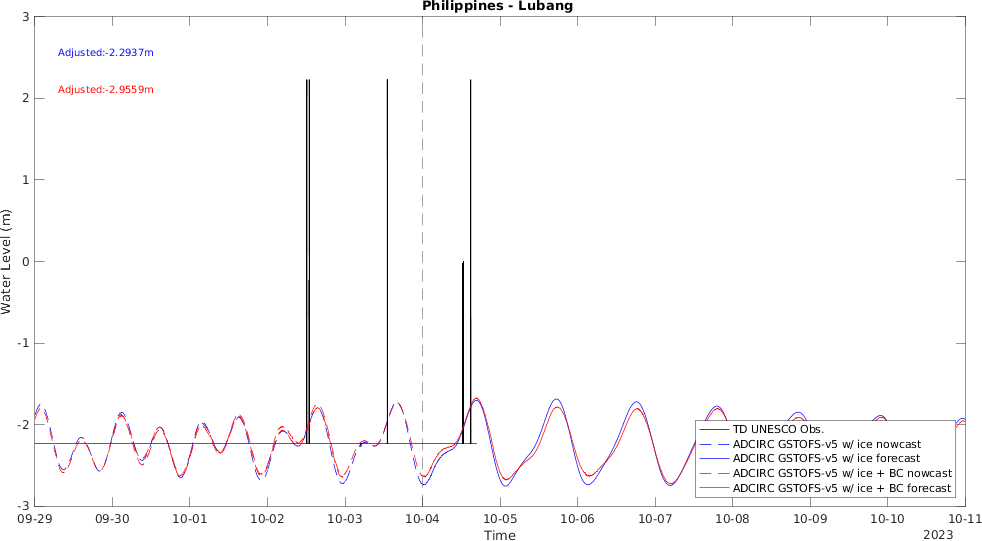 Philippines - Lubang
Adjusted:-2.2937m
Adjusted:-2.9559m
3
2
1
0
-1
-2
-3
Water Level (m)
TD UNESCO Obs.
ADCIRC GSTOFS-v5 w/ ice nowcast
ADCIRC GSTOFS-v5 w/ ice forecast
ADCIRC GSTOFS-v5 w/ ice + BC nowcast
ADCIRC GSTOFS-v5 w/ ice + BC forecast
09-29 09-30 10-01 10-02 10-03 10-04 10-05 10-06 10-07 10-08 10-09 10-10 10-11
Time
2023